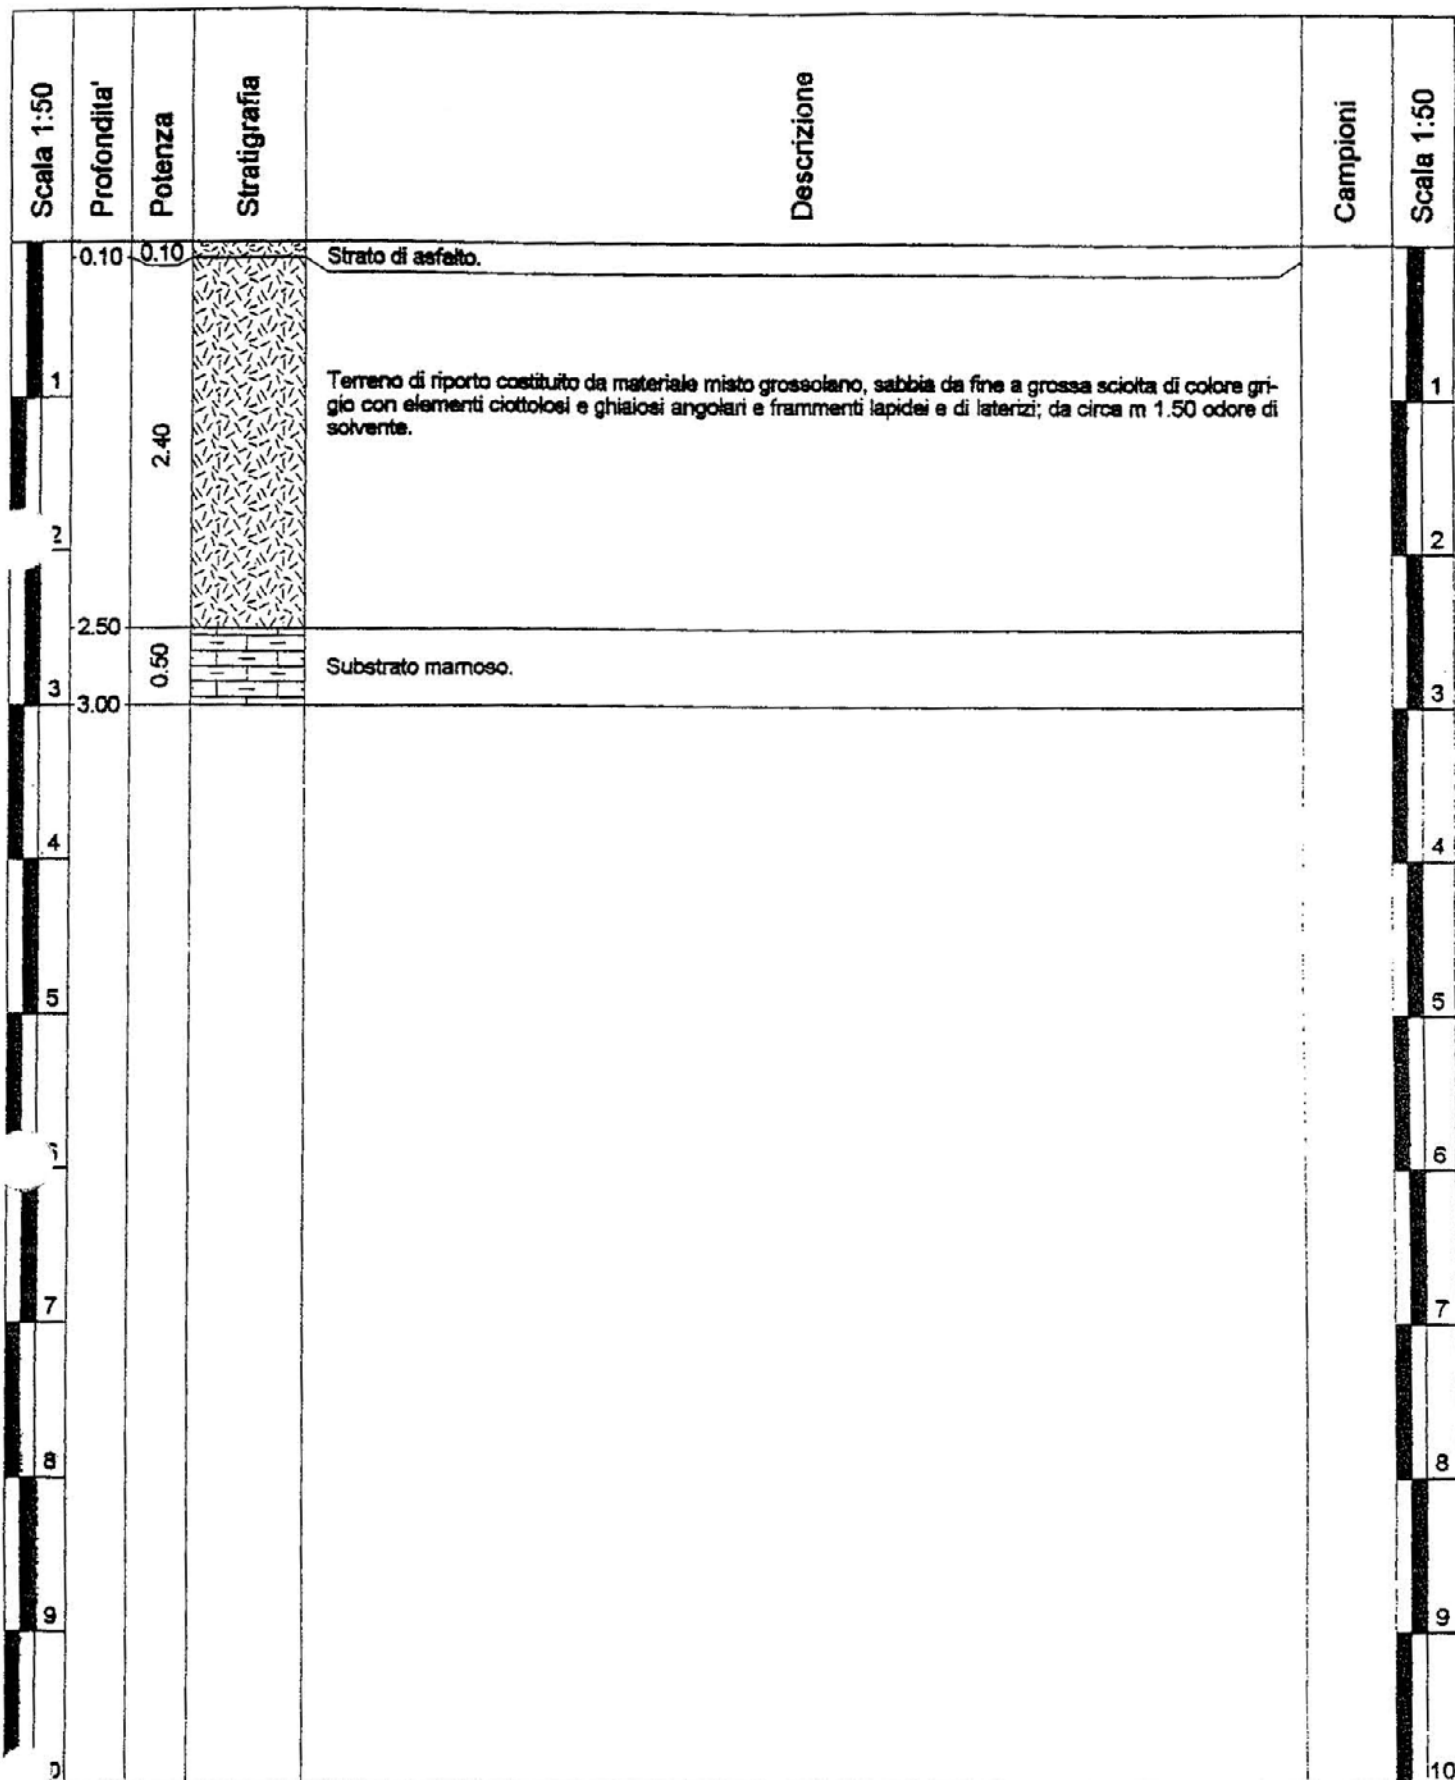 Scala 1:50
Profondita'
Potenza
Stratigrafia
Descrizione
Campioni
Scala 1:50
0.10
0.10
Strato di asfalto.
1
2.40
Terreno di riporto costituito da materiale misto grossolano, sabbia da fine a grossa sciolta di colore gri-
gio con elementi ciottolosi e ghiaiosi angolari e frammenti lapidei e di laterizi; da circa m 1.50 odore di
solvente.
1
2
2
2.50
0.50
Substrato marnoso.
3
3.00
3
4
4
5
5
6
7
7
8
8
9
9
10